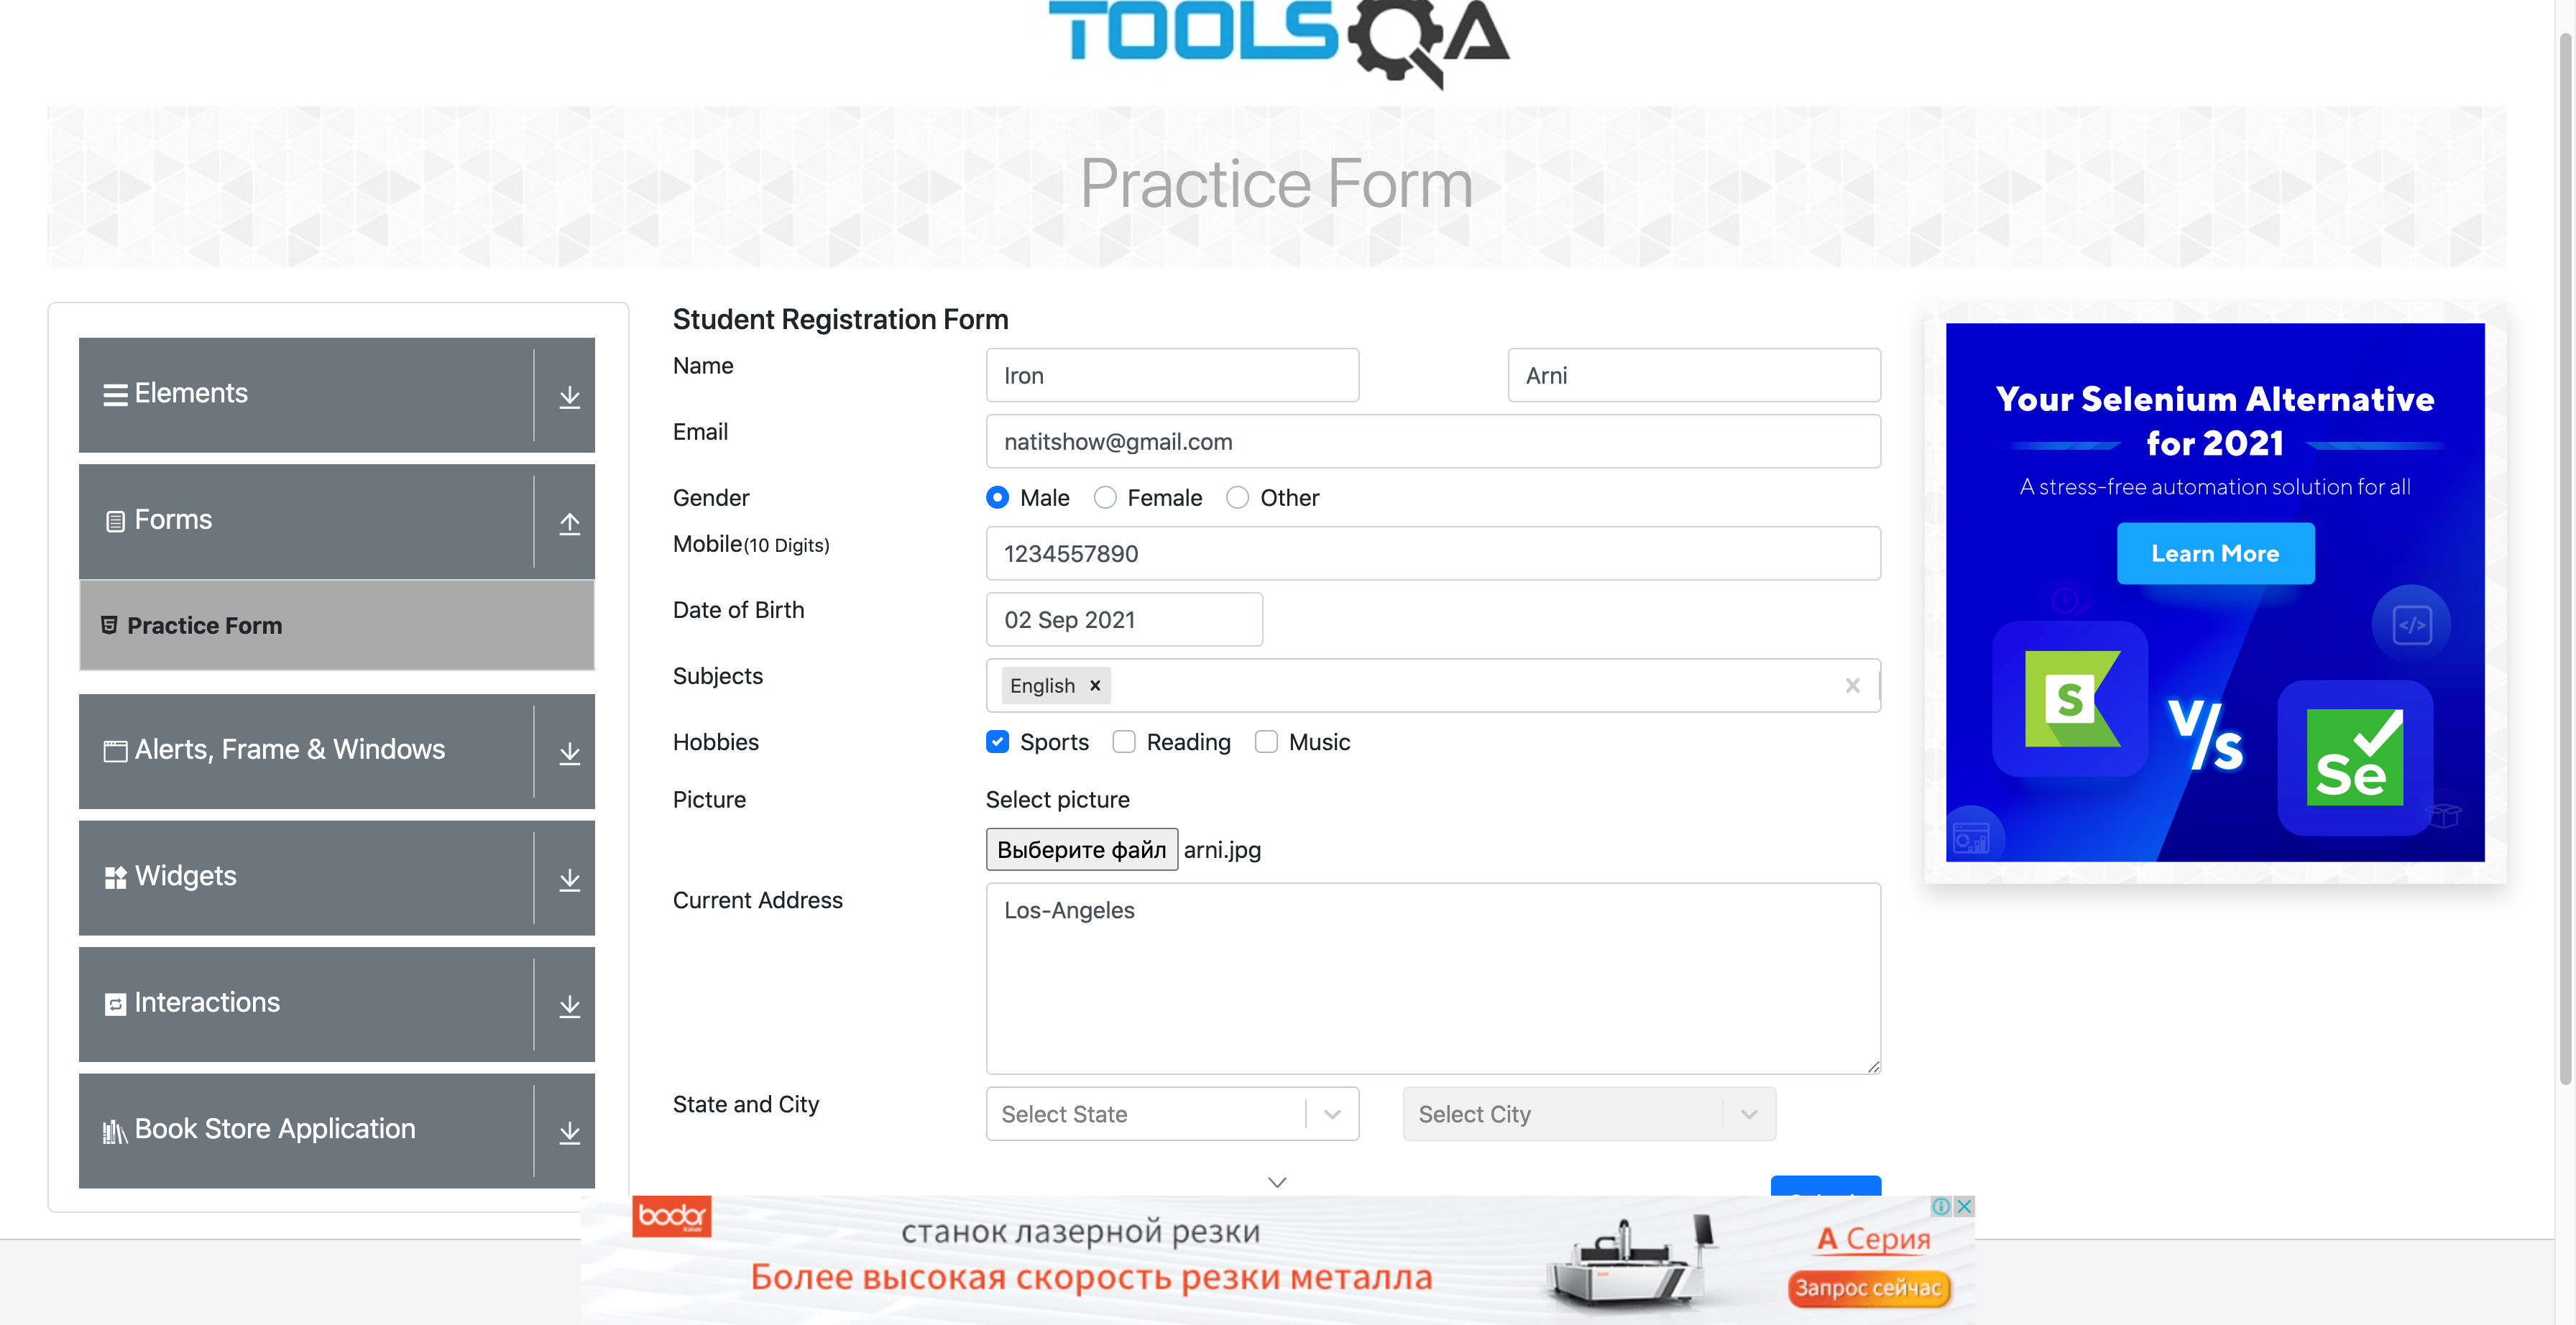 TOOLSQA
Practice Form
Elements
Forms
Practice Form
Alerts, Frame & Windows
Widgets
Interactions
Book Store Application
Student Registration Form
Name
Iron
Arni
Email
natitshow@gmail.com
Gender
Male
Female
Other
Mobile(10 Digits)
1234557890
Date of Birth
02 Sep 2021
Subjects
English
Hobbies
Sports
Reading
Music
Picture
Select picture
Выберите файл arni.jpg
Current Address
Los-Angeles
State and City
Select State
Select City
Your Selenium Alternative
for 2021
A stress-free automation solution for all
Learn More
S
V/s
Se
bodor
станок лазерной резки
Более высокая скорость резки металла
А Серия
Запрос сейчас